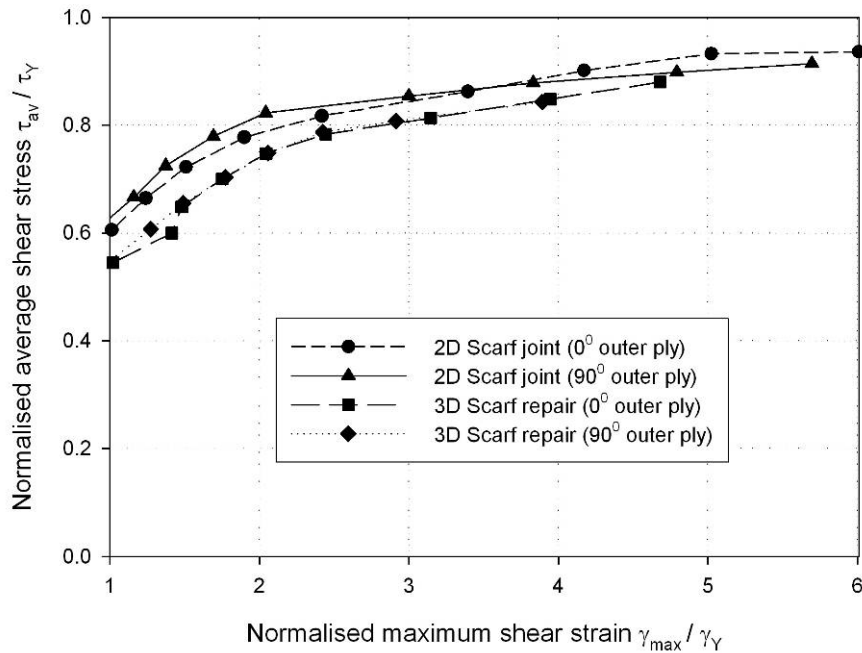 Normalised average shear stress τav / τY
1.0
0.8
0.6
0.4
0.2
0.0
2D Scarf joint (0⁰ outer ply)
2D Scarf joint (90⁰ outer ply)
3D Scarf repair (0⁰ outer ply)
3D Scarf repair (90⁰ outer ply)
1 2 3 4 5 6
Normalised maximum shear strain γmax / γY